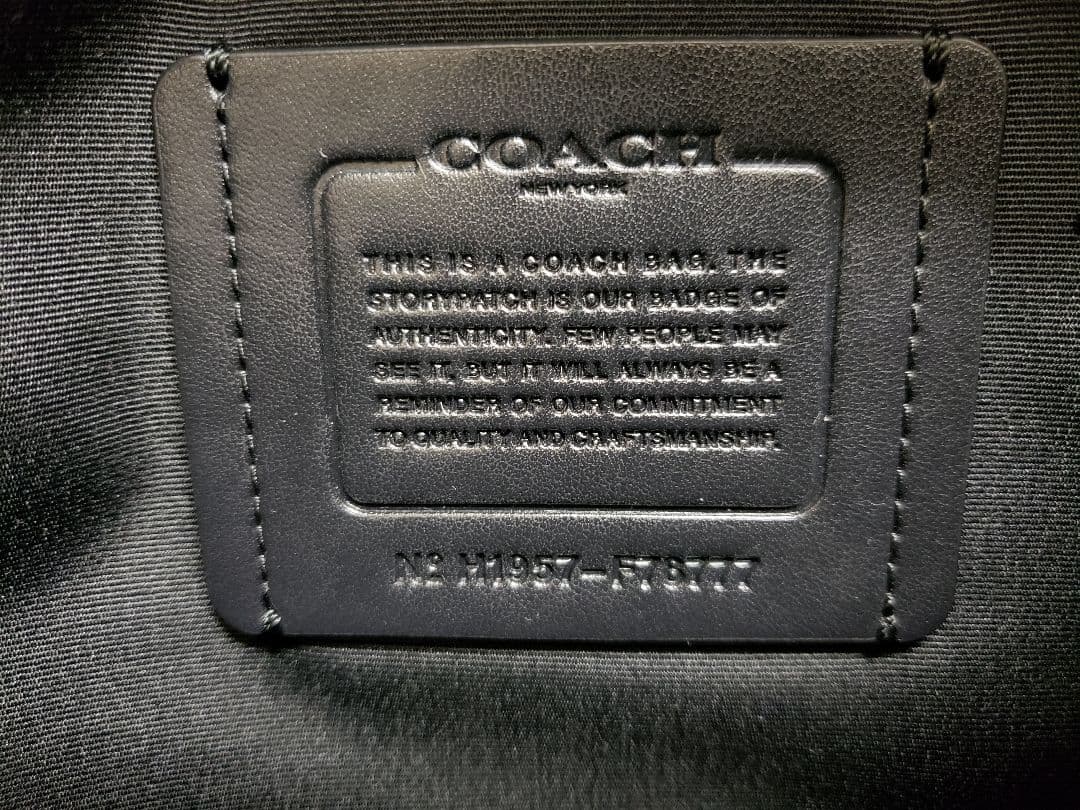 COACH
NEW YORK
THIS IS A COACH BAG. THE
STORYPATCH IS OUR BADGE OF
AUTHENTICITY. FEW PEOPLE MAY
SEE IT, BUT IT WILL ALWAYS BE A
REMINDER OF OUR COMMITMENT
TO QUALITY AND CRAFTSMANSHIP.
Nº H1957-F76777